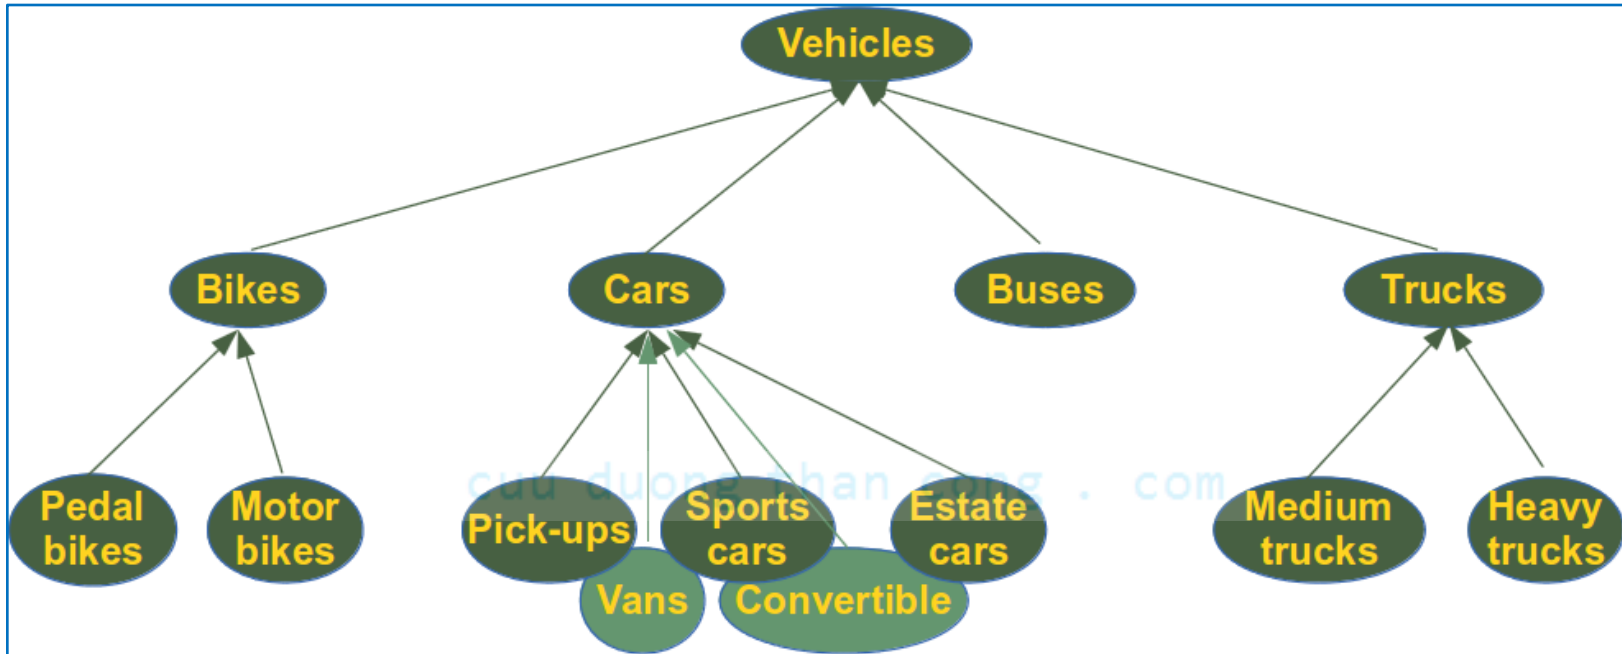 Vehicles
Bikes
Cars
Buses
Trucks
cuu duong than cong . com
Pedal
bikes
Motor
bikes
Pick-ups
Vans
Sports
cars
Convertible
Estate
cars
Medium
trucks
Heavy
trucks